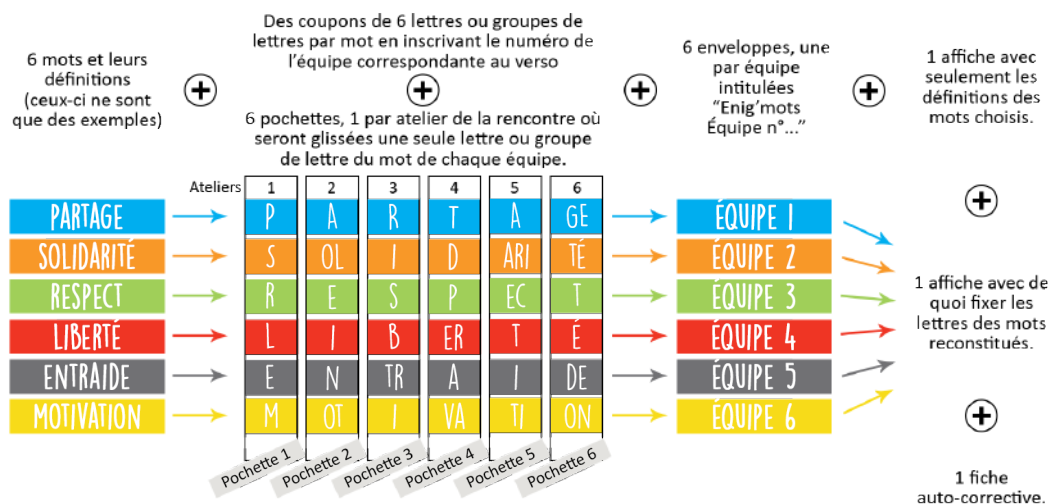 6 mots et leurs
définitions
(ceux-ci ne sont
que des exemples)
Des coupons de 6 lettres ou groupes de
lettres par mot en inscrivant le numéro de
l'équipe correspondante au verso
6 pochettes, 1 par atelier de la rencontre où
seront glissées une seule lettre ou groupe
de lettre du mot de chaque équipe.
6 enveloppes, une
par équipe
intitulées
“Enig'mots
Équipe n°...”
1 affiche avec
seulement les
définitions des
mots choisis.
Ateliers 1 2 3 4 5 6
PARTAGE P A R T A GE ÉQUIPE 1
SOLIDARITÉ S OL I D ARI TÉ ÉQUIPE 2
RESPECT R E S P EC T ÉQUIPE 3
LIBERTÉ L I B ER T É ÉQUIPE 4
ENTRAIDE E N TR A I DE ÉQUIPE 5
MOTIVATION M OT I VA TI ON ÉQUIPE 6
Pochette 1 Pochette 2 Pochette 3 Pochette 4 Pochette 5 Pochette 6
1 affiche avec de
quoi fixer les
lettres des mots
reconstitués.
1 fiche
auto-corrective.